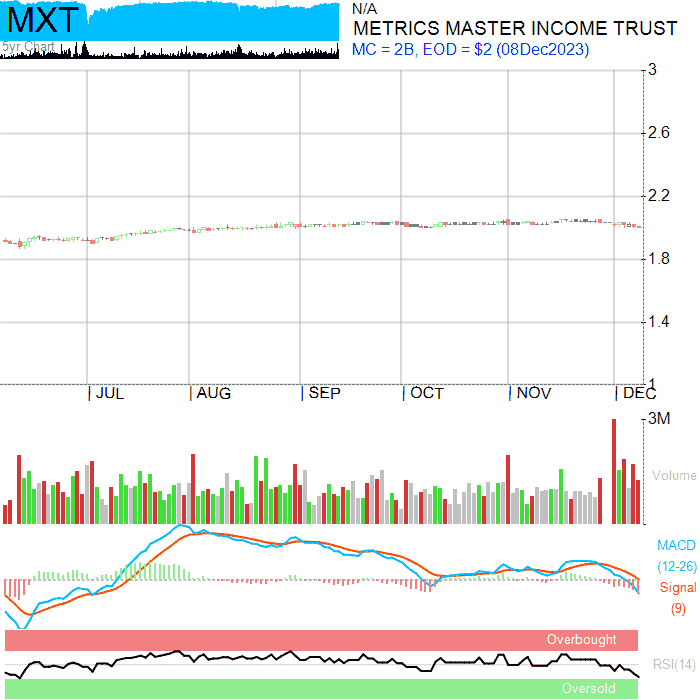 MXT
5yr Chart
N/A
METRICS MASTER INCOME TRUST
MC = 2B, EOD = $2 (08Dec2023)
3
2.6
2.2
1.8
1.4
1
JUL AUG SEP OCT NOV DEC
3M
Volume
MACD
(12-26)
Signal
(9)
Overbought
RSI(14)
Oversold